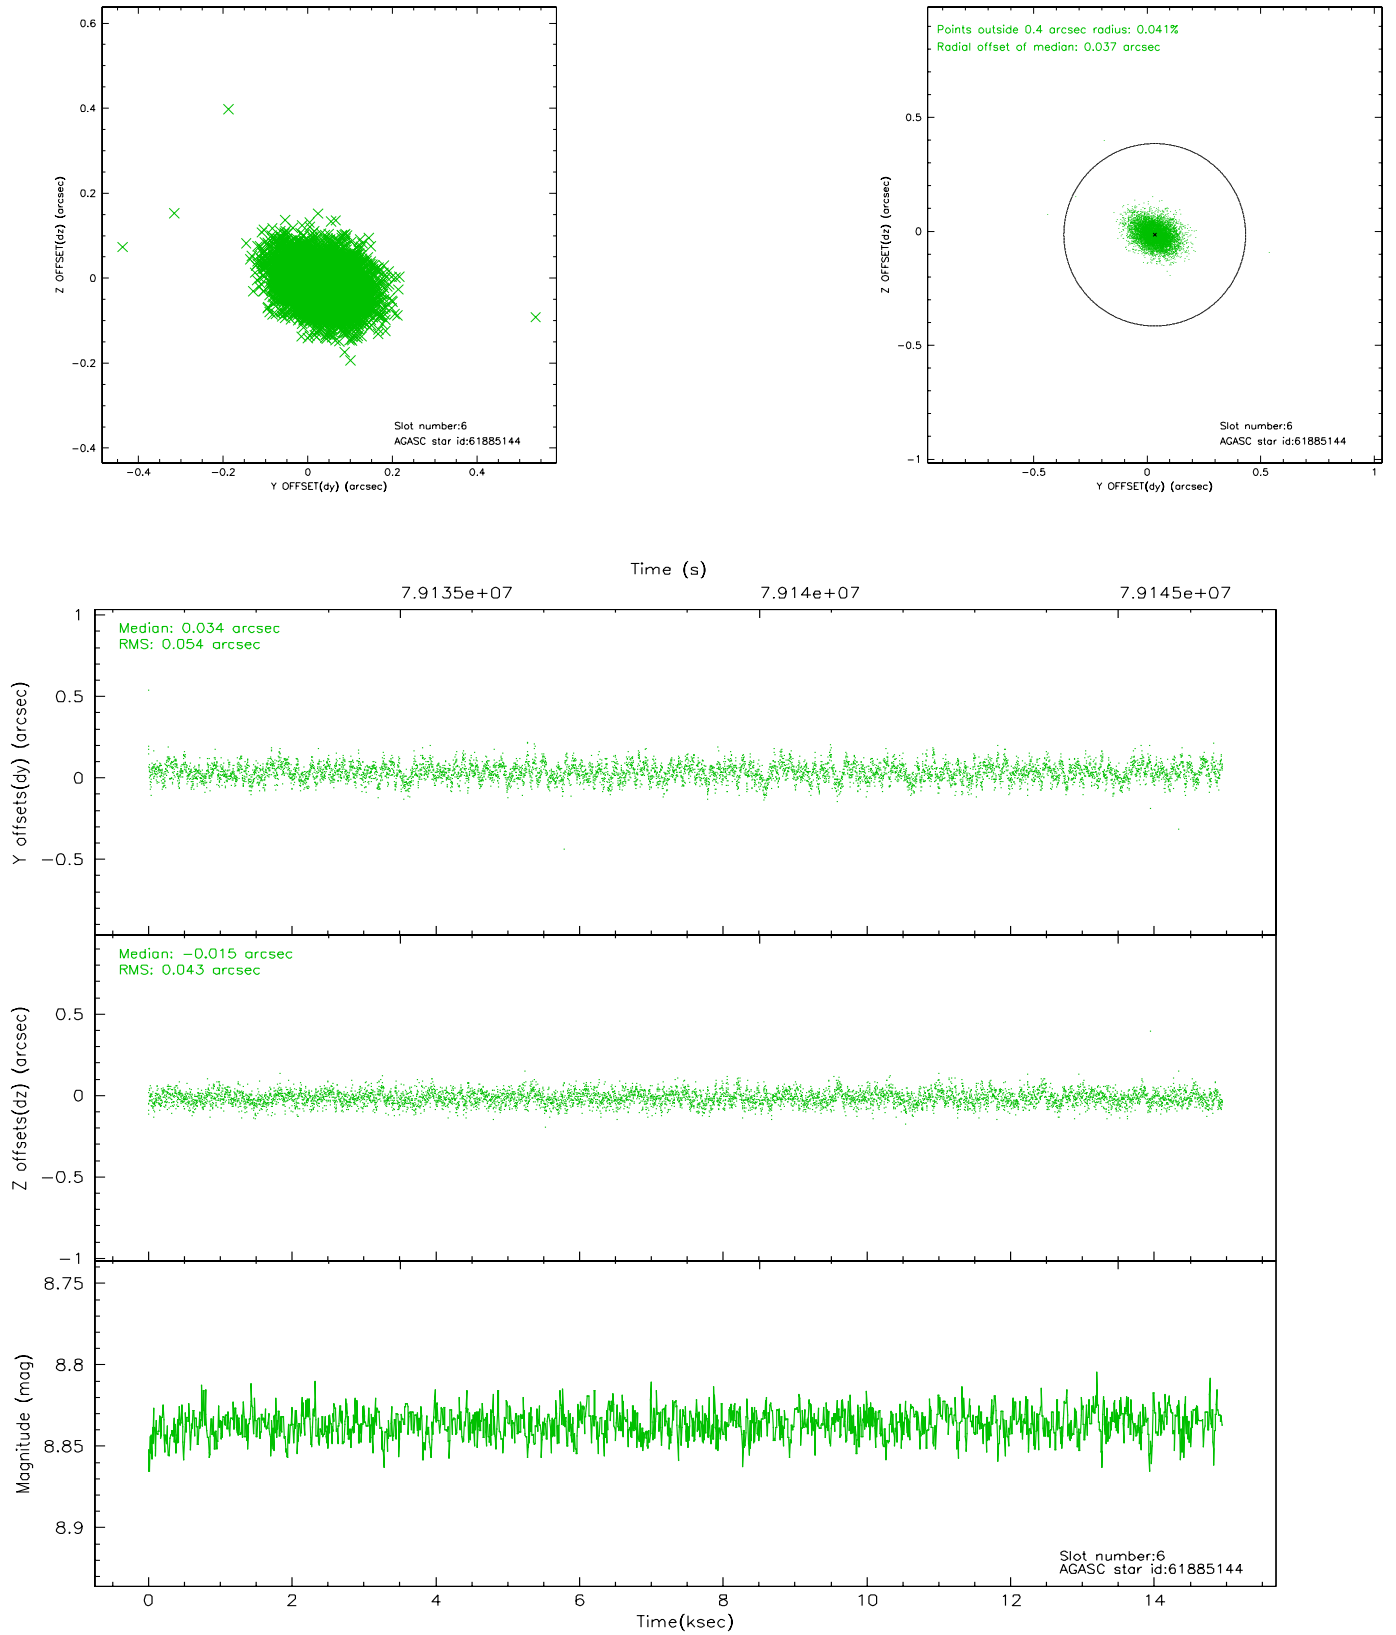 0.6
0.4
0.2
0
−0.2
−0.4
Z OFFSET(dz) (arcsec)
−0.4 −0.2 0 0.2 0.4
Y OFFSET(dy) (arcsec)
Slot number:6
AGASC star id:61885144
Points outside 0.4 arcsec radius: 0.041%
Radial offset of median: 0.037 arcsec
0.5
0
−0.5
−1
Z OFFSET(dz) (arcsec)
−0.5 0 0.5 1
Y OFFSET(dy) (arcsec)
Slot number:6
AGASC star id:61885144
Time (s)
7.9135e+07 7.914e+07 7.9145e+07
Median: 0.034 arcsec
RMS: 0.054 arcsec
1
0.5
0
−0.5
Y offsets(dy) (arcsec)
Median: −0.015 arcsec
RMS: 0.043 arcsec
0.5
0
−0.5
−1
Z offsets(dz) (arcsec)
8.75
8.8
8.85
8.9
Magnitude (mag)
Slot number:6
AGASC star id:61885144
0 2 4 6 8 10 12 14
Time(ksec)